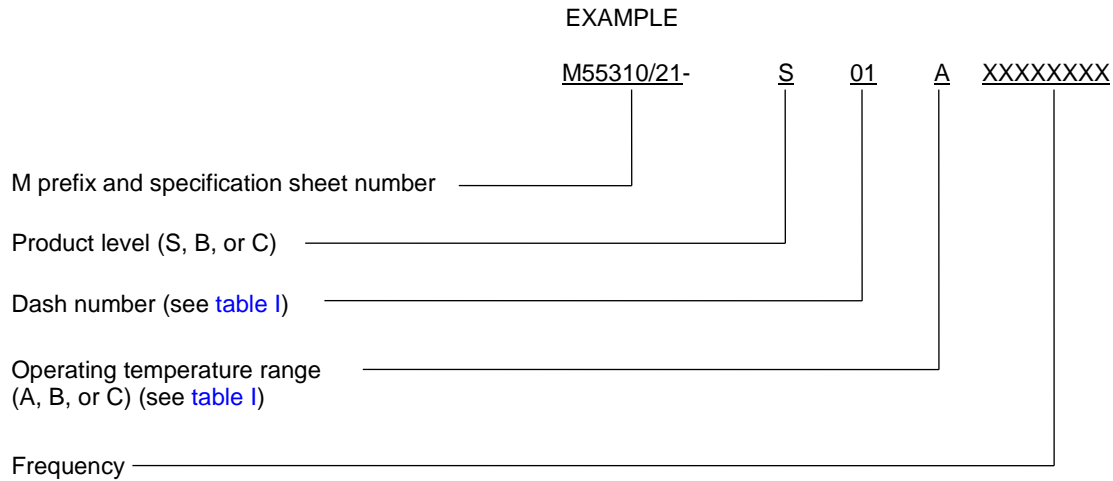 EXAMPLE
M55310/21- S 01 A XXXXXXXX
M prefix and specification sheet number
Product level (S, B, or C)
Dash number (see table I)
Operating temperature range
(A, B, or C) (see table I)
Frequency